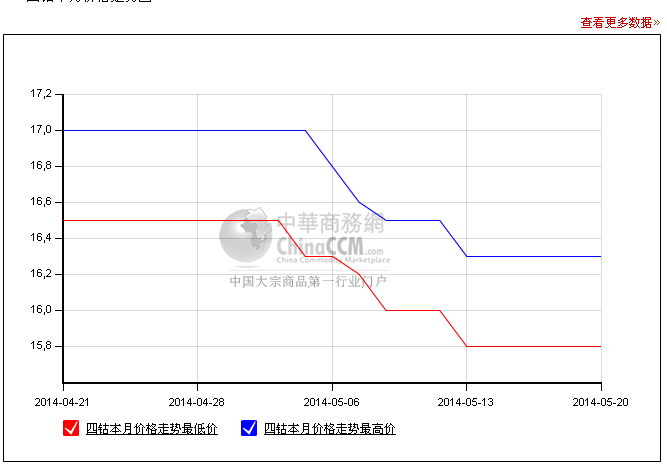 查看更多数据»
17,2
17,0
16,8
16,6
16,4
16,2
16,0
15,8
中華商務網
ChinaCCM.com
China Commodity Marketplace
中国大宗商品第一行业门户
2014-04-21 2014-04-28 2014-05-06 2014-05-13 2014-05-20
四钴本月价格走势最低价 四钴本月价格走势最高价